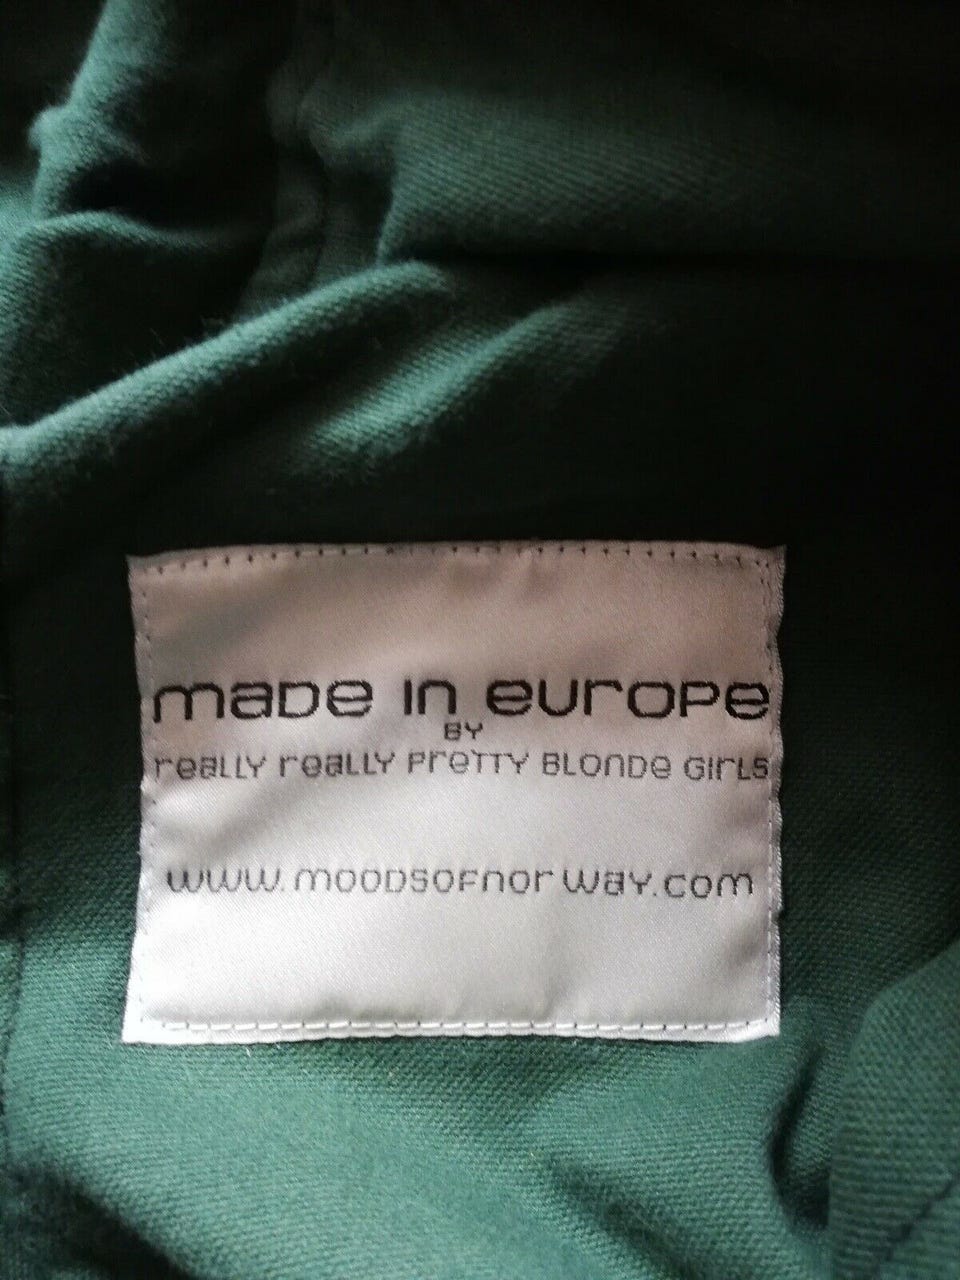 made in europe
BY
really really pretty blonde girls
www.moodsofnorway.com